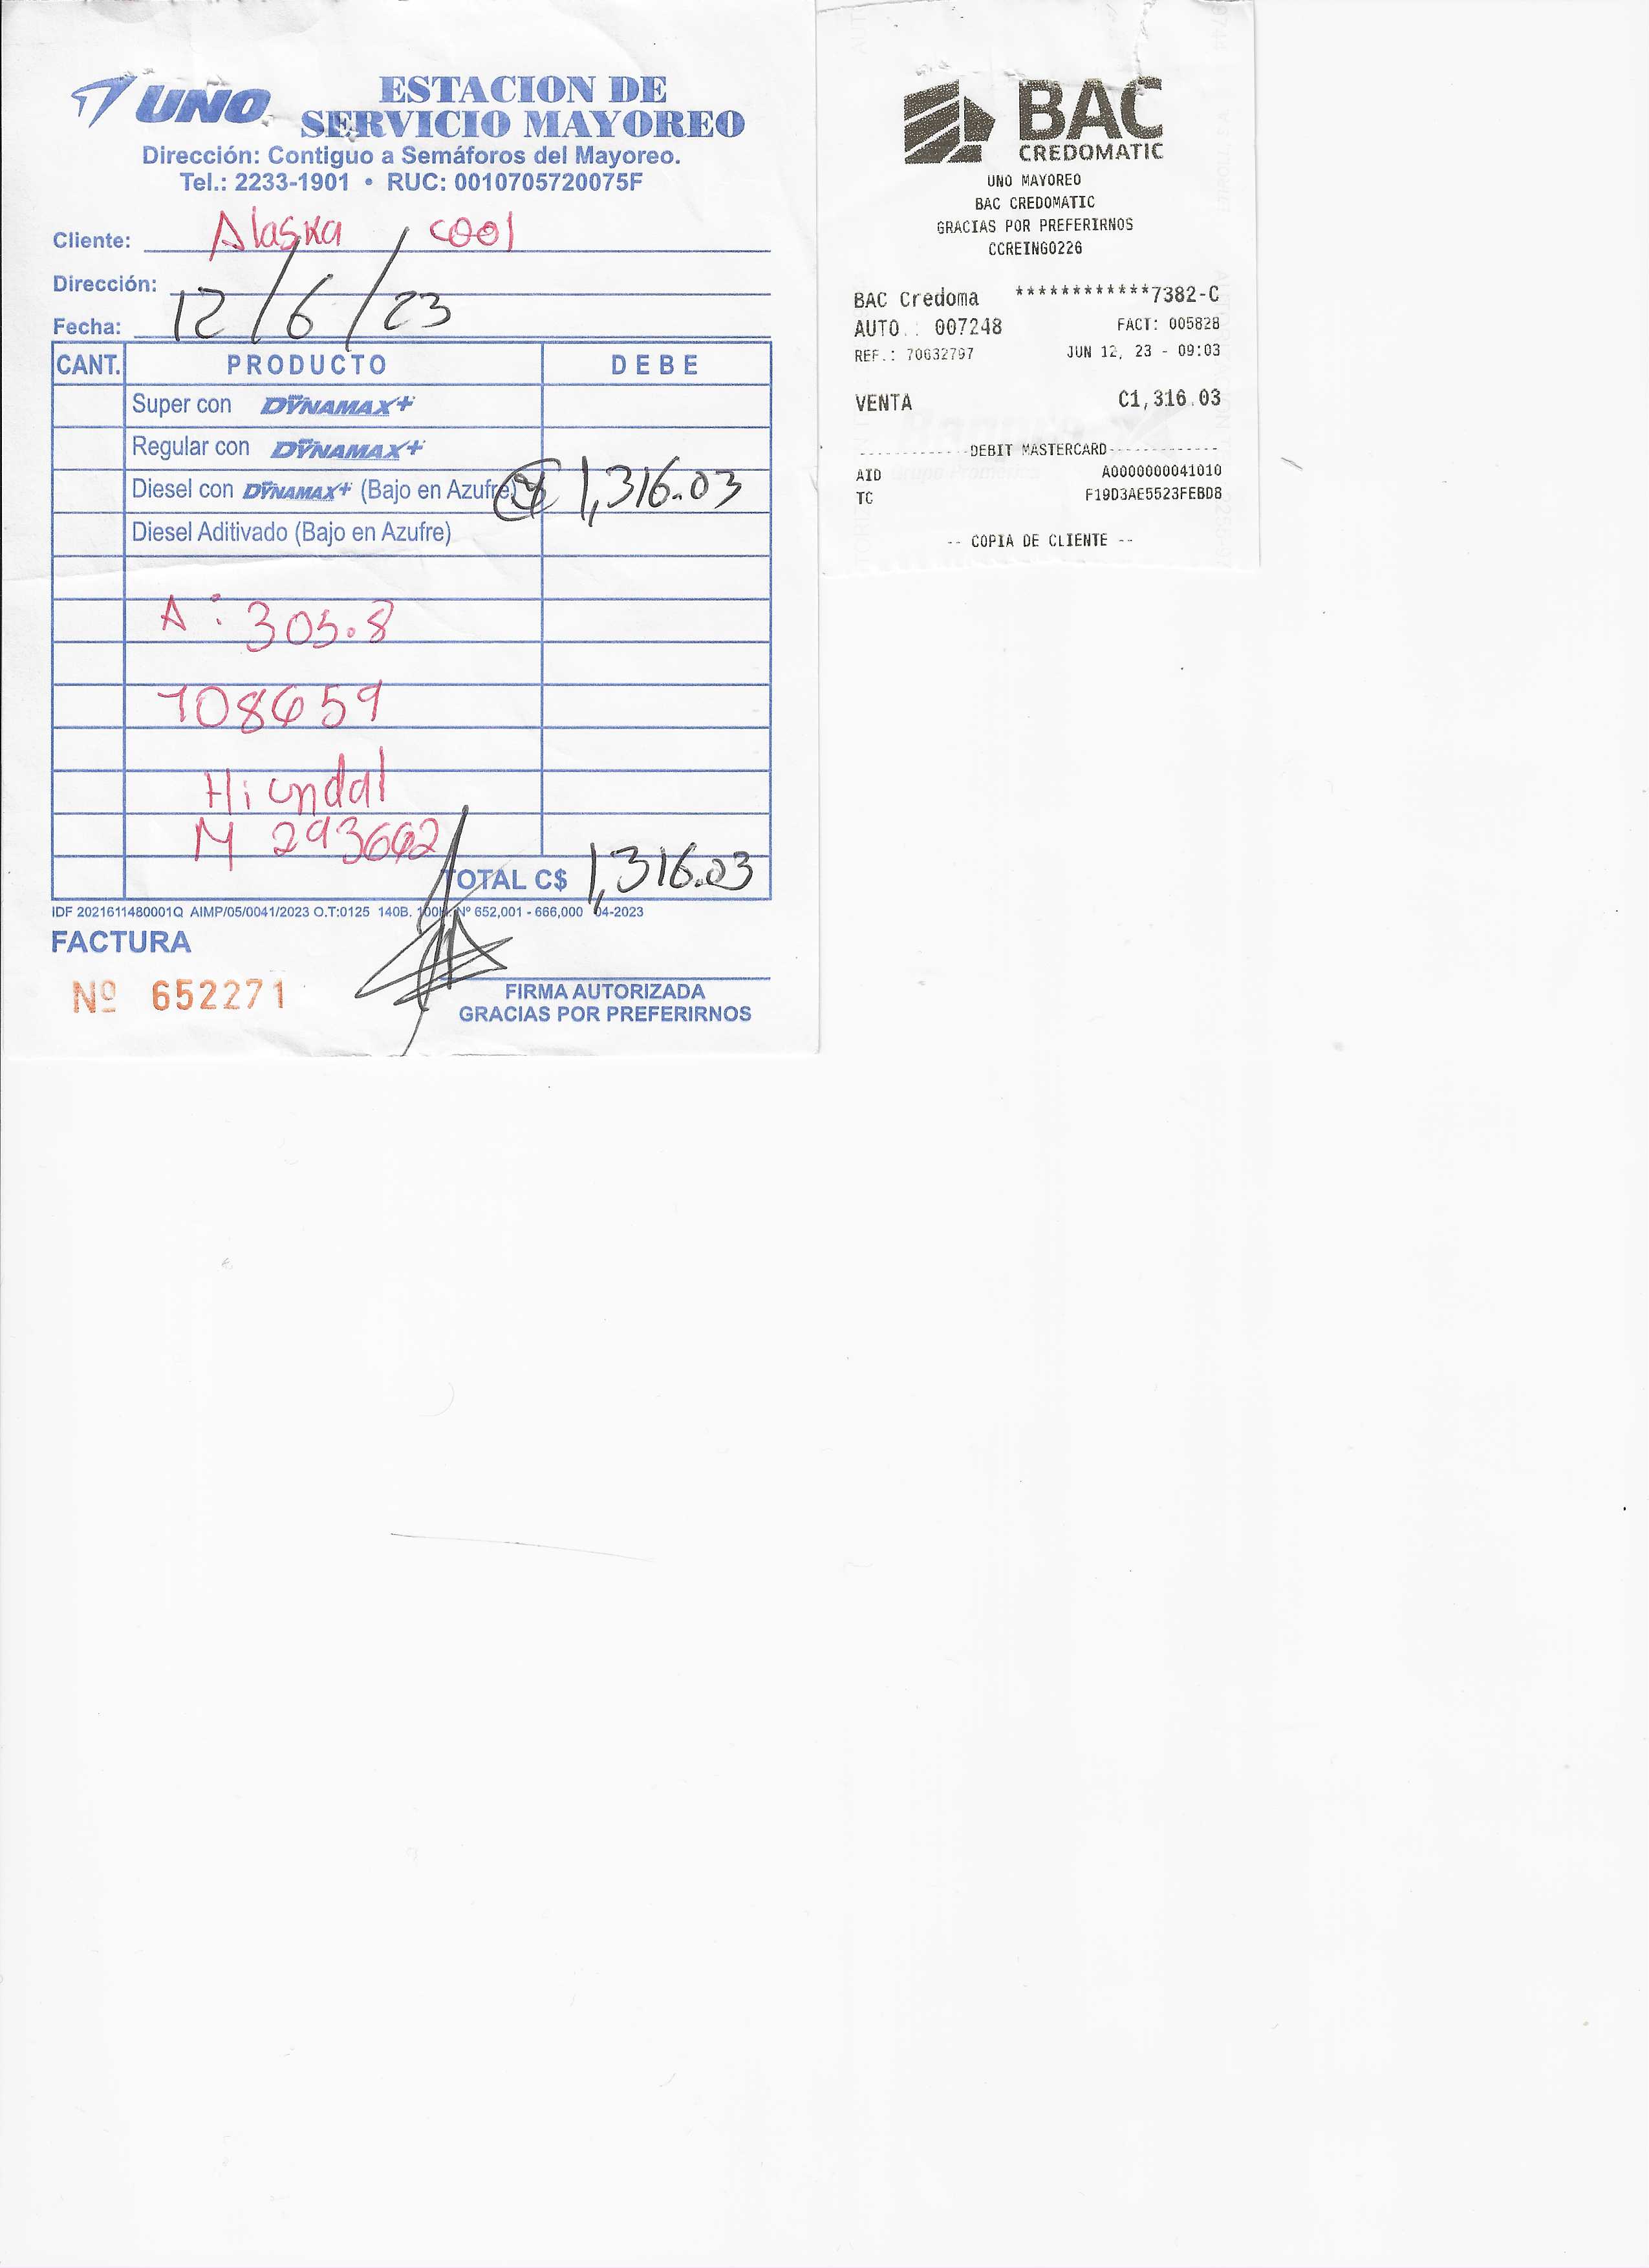 UNO
ESTACION DE
SERVICIO MAYOREO
Dirección: Contiguo a Semáforos del Mayoreo.
Tel.: 2233-1901 • RUC: 0010705720075F
Cliente: Alaska cool
Dirección:
Fecha: 12/6/23
CANT. PRODUCTO DEBE
Super con DYNAMAX+
Regular con DYNAMAX+
Diesel con DYNAMAX+ (Bajo en Azufre) 1,316.03
Diesel Aditivado (Bajo en Azufre)
A: 305.8
708659
Hiundal
M 293662
TOTAL C$ 1,316.03
IDF 2021611480001Q AIMP/05/0041/2023 O.T:0125 140B. Nº 652,001 - 666,000 04-2023
FACTURA
Nº 652271
FIRMA AUTORIZADA
GRACIAS POR PREFERIRNOS
BAC
CREDOMATIC
UNO MAYOREO
BAC CREDOMATIC
GRACIAS POR PREFERIRNOS
CCREING0226
BAC Credoma ************7382-C
AUTO.: 007248 FACT: 005828
REF.: 70632797 JUN 12, 23 - 09:03
VENTA C1,316.03
------------DEBIT MASTERCARD------------
AID A0000000041010
TC F19D3AE5523FEBD8
-- COPIA DE CLIENTE --